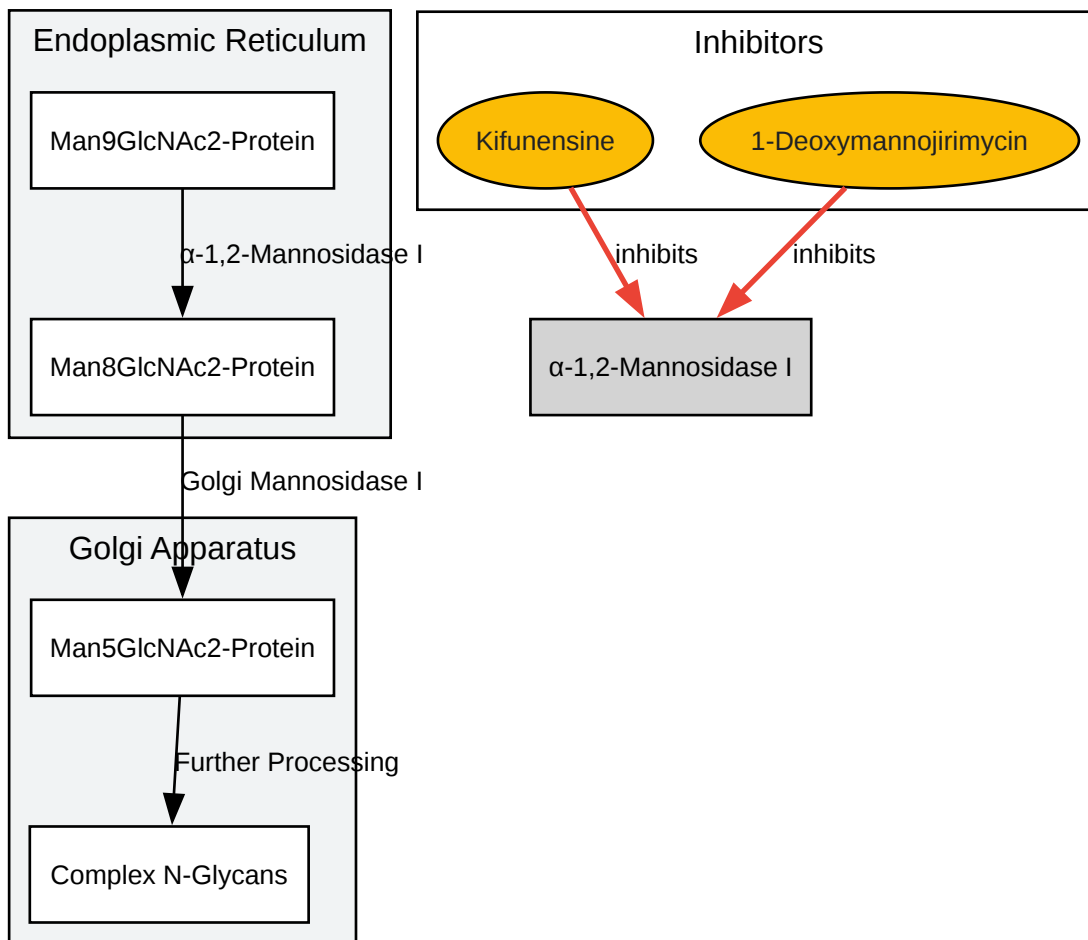 Endoplasmic Reticulum
Man9GlcNAc2-Protein
α-1,2-Mannosidase I
Man8GlcNAc2-Protein
Golgi Mannosidase I
Golgi Apparatus
Man5GlcNAc2-Protein
Further Processing
Complex N-Glycans
Inhibitors
Kifunensine
1-Deoxymannojirimycin
inhibits
inhibits
α-1,2-Mannosidase I